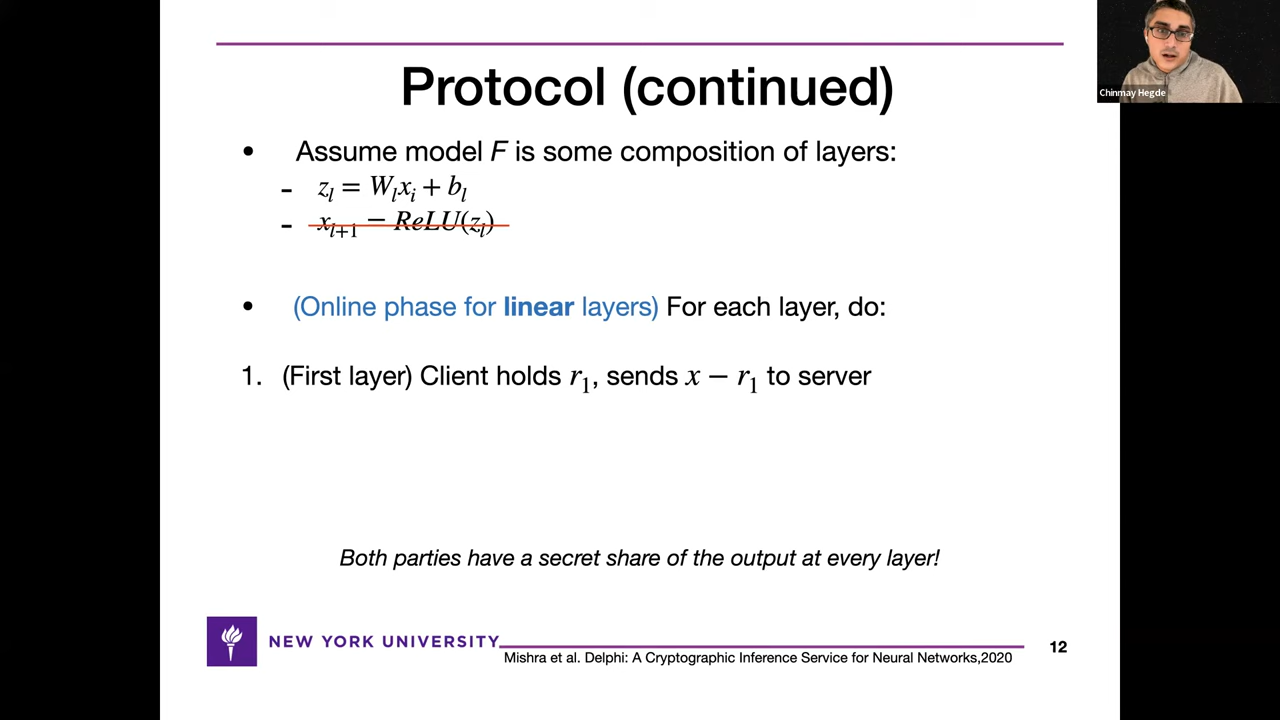 Protocol (continued)
Chinmay Hegde
• Assume model F is some composition of layers:
- z_l = W_l x_i + b_l
- x_{l+1} = ReLU(z_l)
• (Online phase for linear layers) For each layer, do:
1. (First layer) Client holds r_1, sends x − r_1 to server
Both parties have a secret share of the output at every layer!
NEW YORK UNIVERSITY
Mishra et al. Delphi: A Cryptographic Inference Service for Neural Networks,2020
12